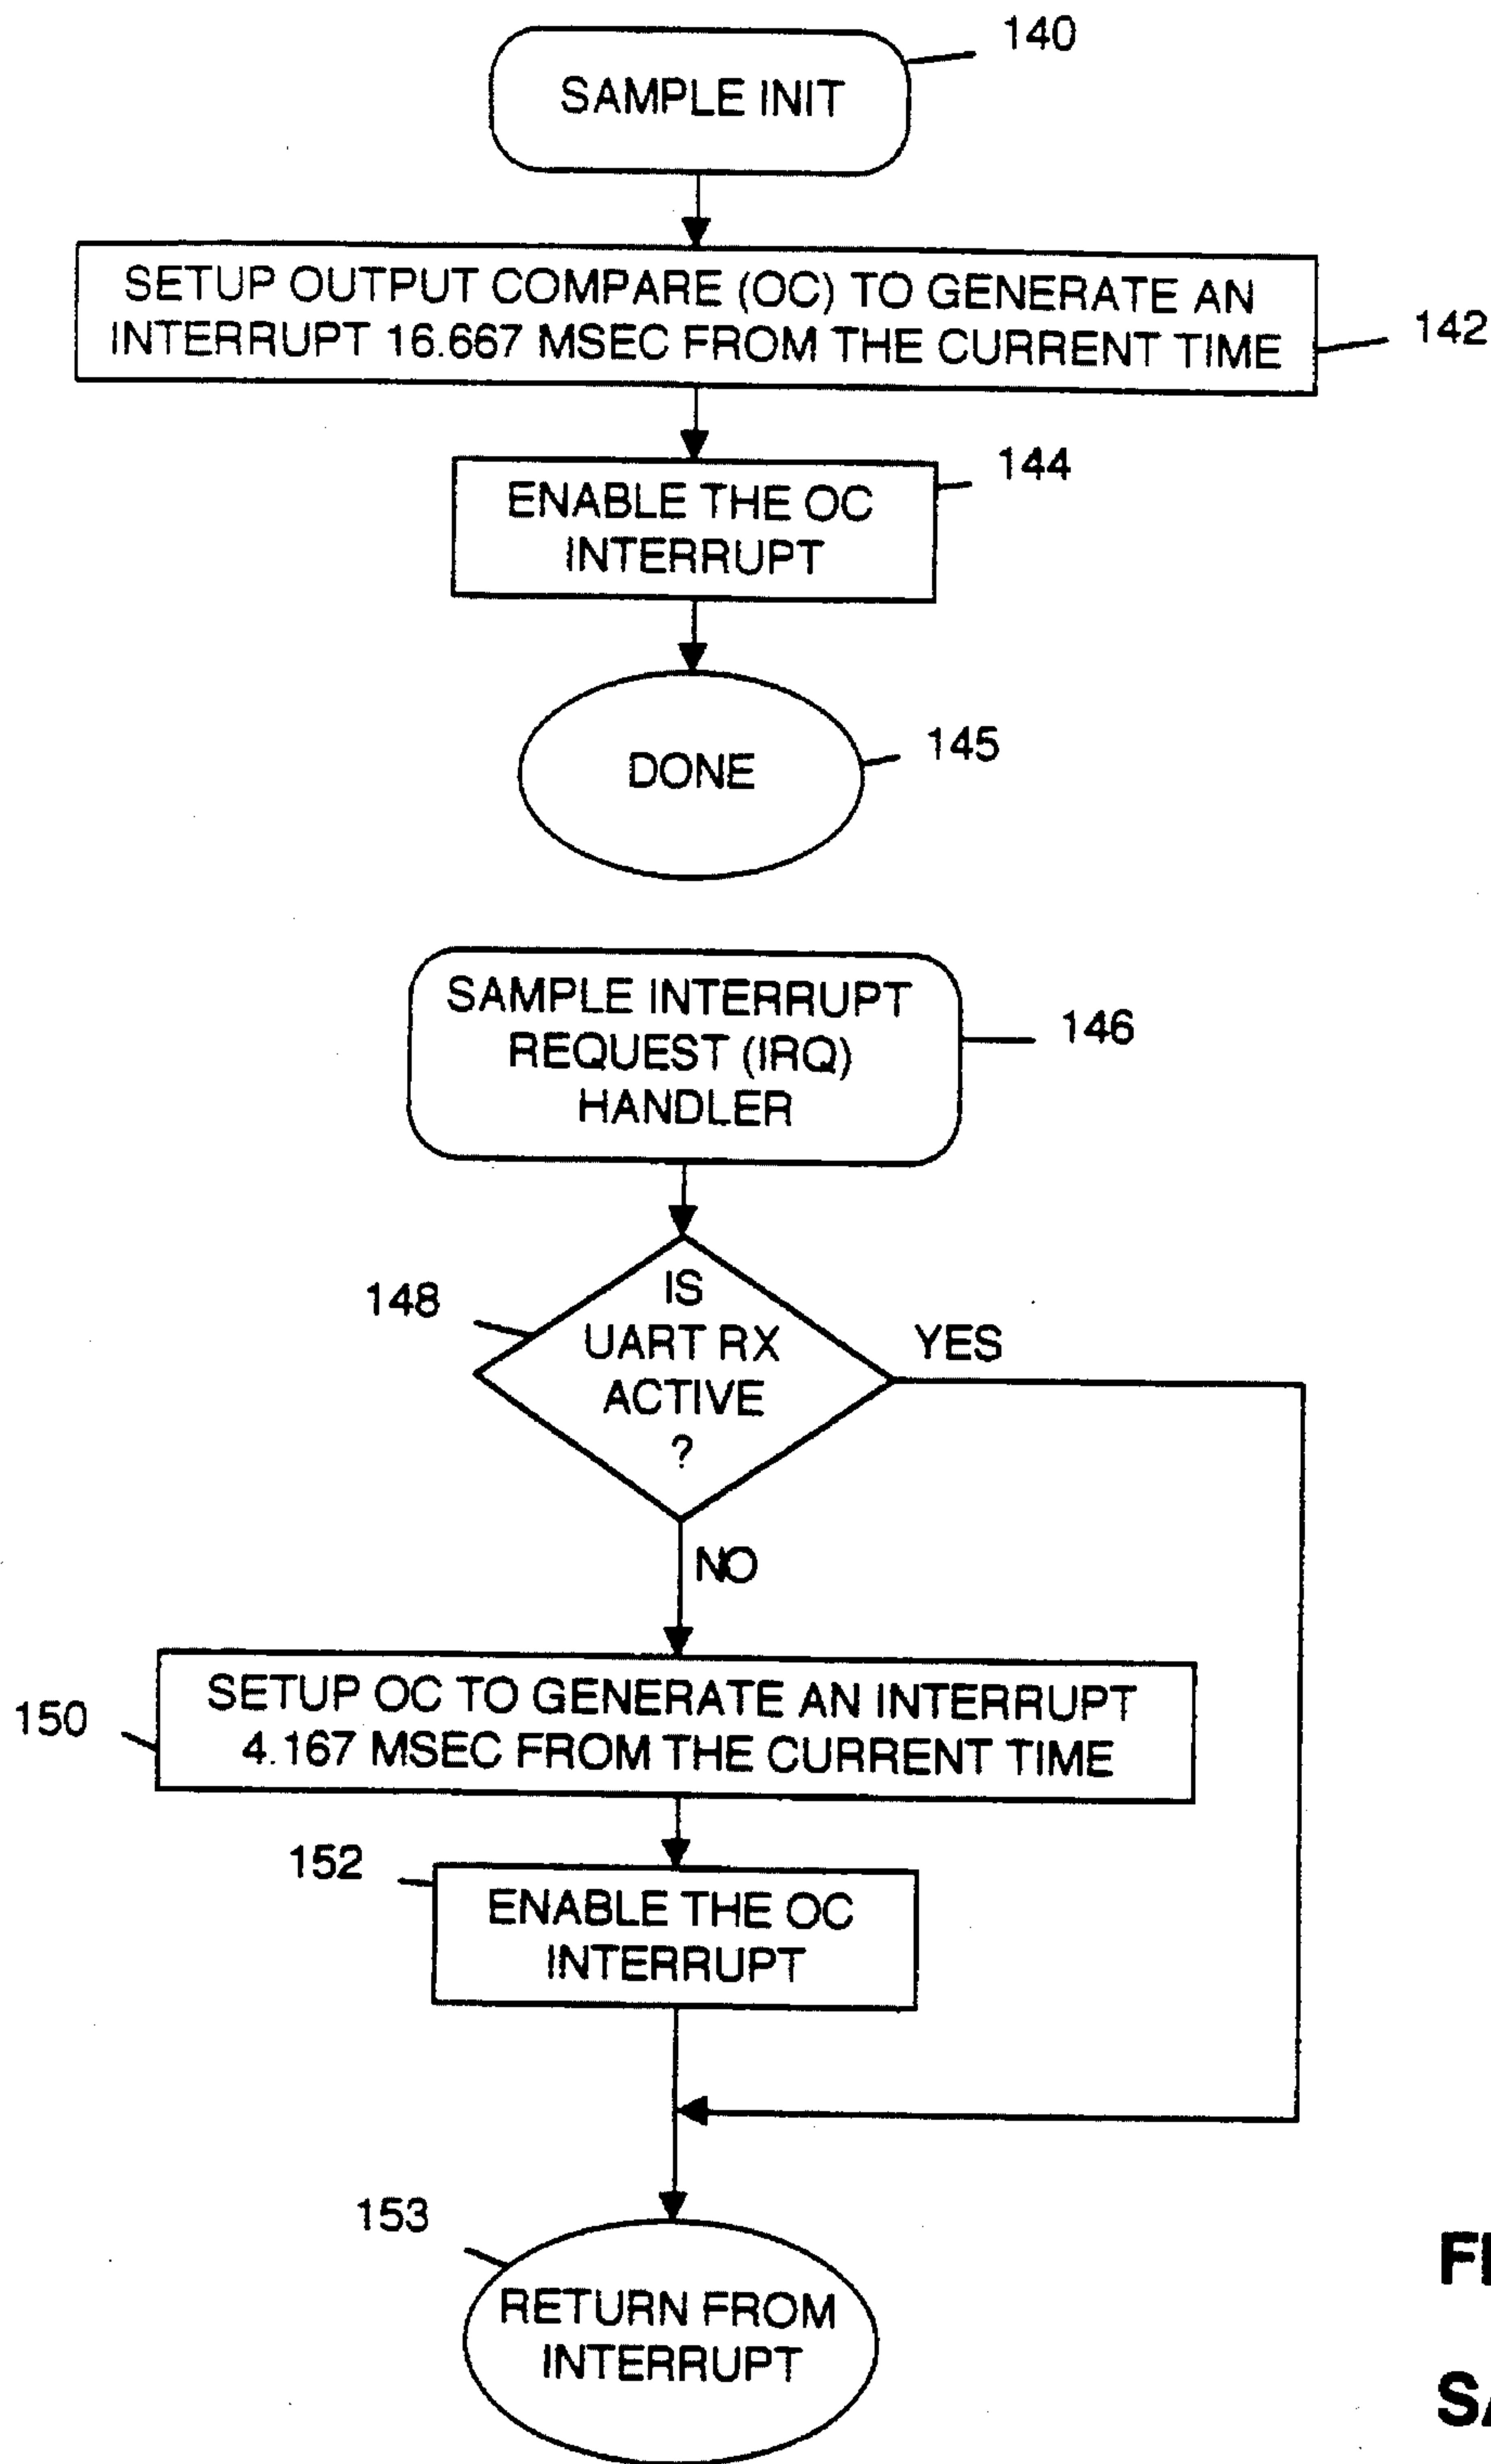 140
SAMPLE INIT
SETUP OUTPUT COMPARE (OC) TO GENERATE AN
INTERRUPT 16.667 MSEC FROM THE CURRENT TIME
142
144
ENABLE THE OC
INTERRUPT
145
DONE
SAMPLE INTERRUPT
REQUEST (IRQ)
HANDLER
146
148
IS
UART RX
ACTIVE
?
YES
NO
150
SETUP OC TO GENERATE AN INTERRUPT
4.167 MSEC FROM THE CURRENT TIME
152
ENABLE THE OC
INTERRUPT
153
RETURN FROM
INTERRUPT